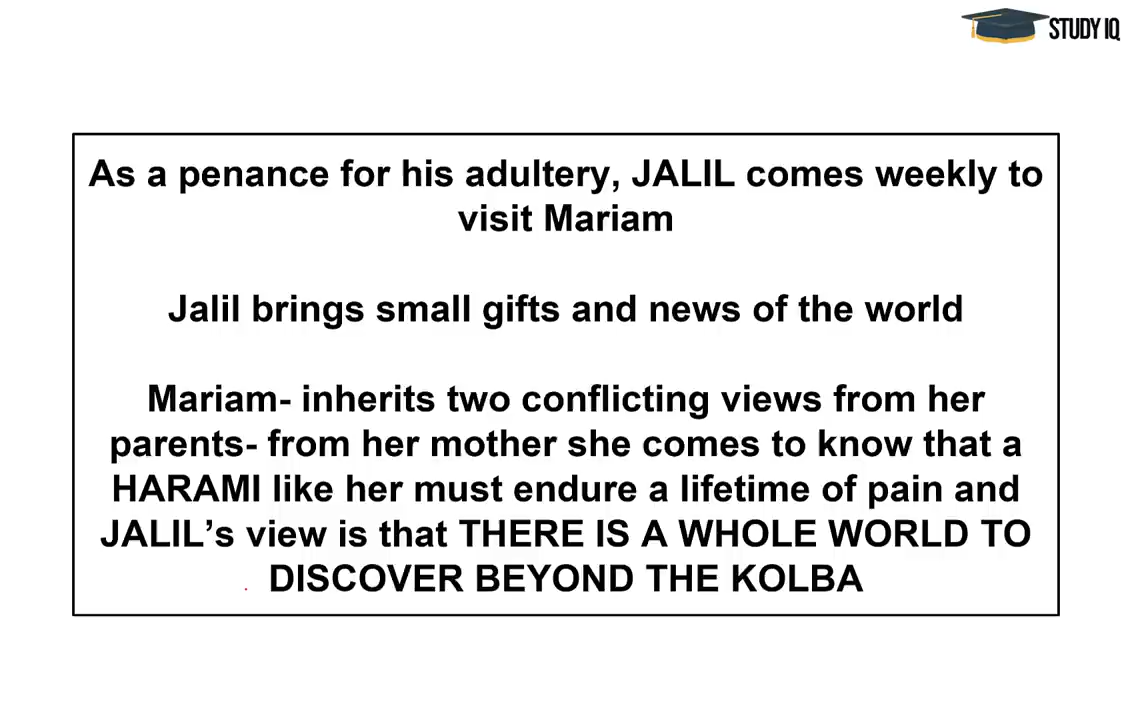 STUDY IQ
As a penance for his adultery, JALIL comes weekly to
visit Mariam
Jalil brings small gifts and news of the world
Mariam- inherits two conflicting views from her
parents- from her mother she comes to know that a
HARAMI like her must endure a lifetime of pain and
JALIL’s view is that THERE IS A WHOLE WORLD TO
DISCOVER BEYOND THE KOLBA